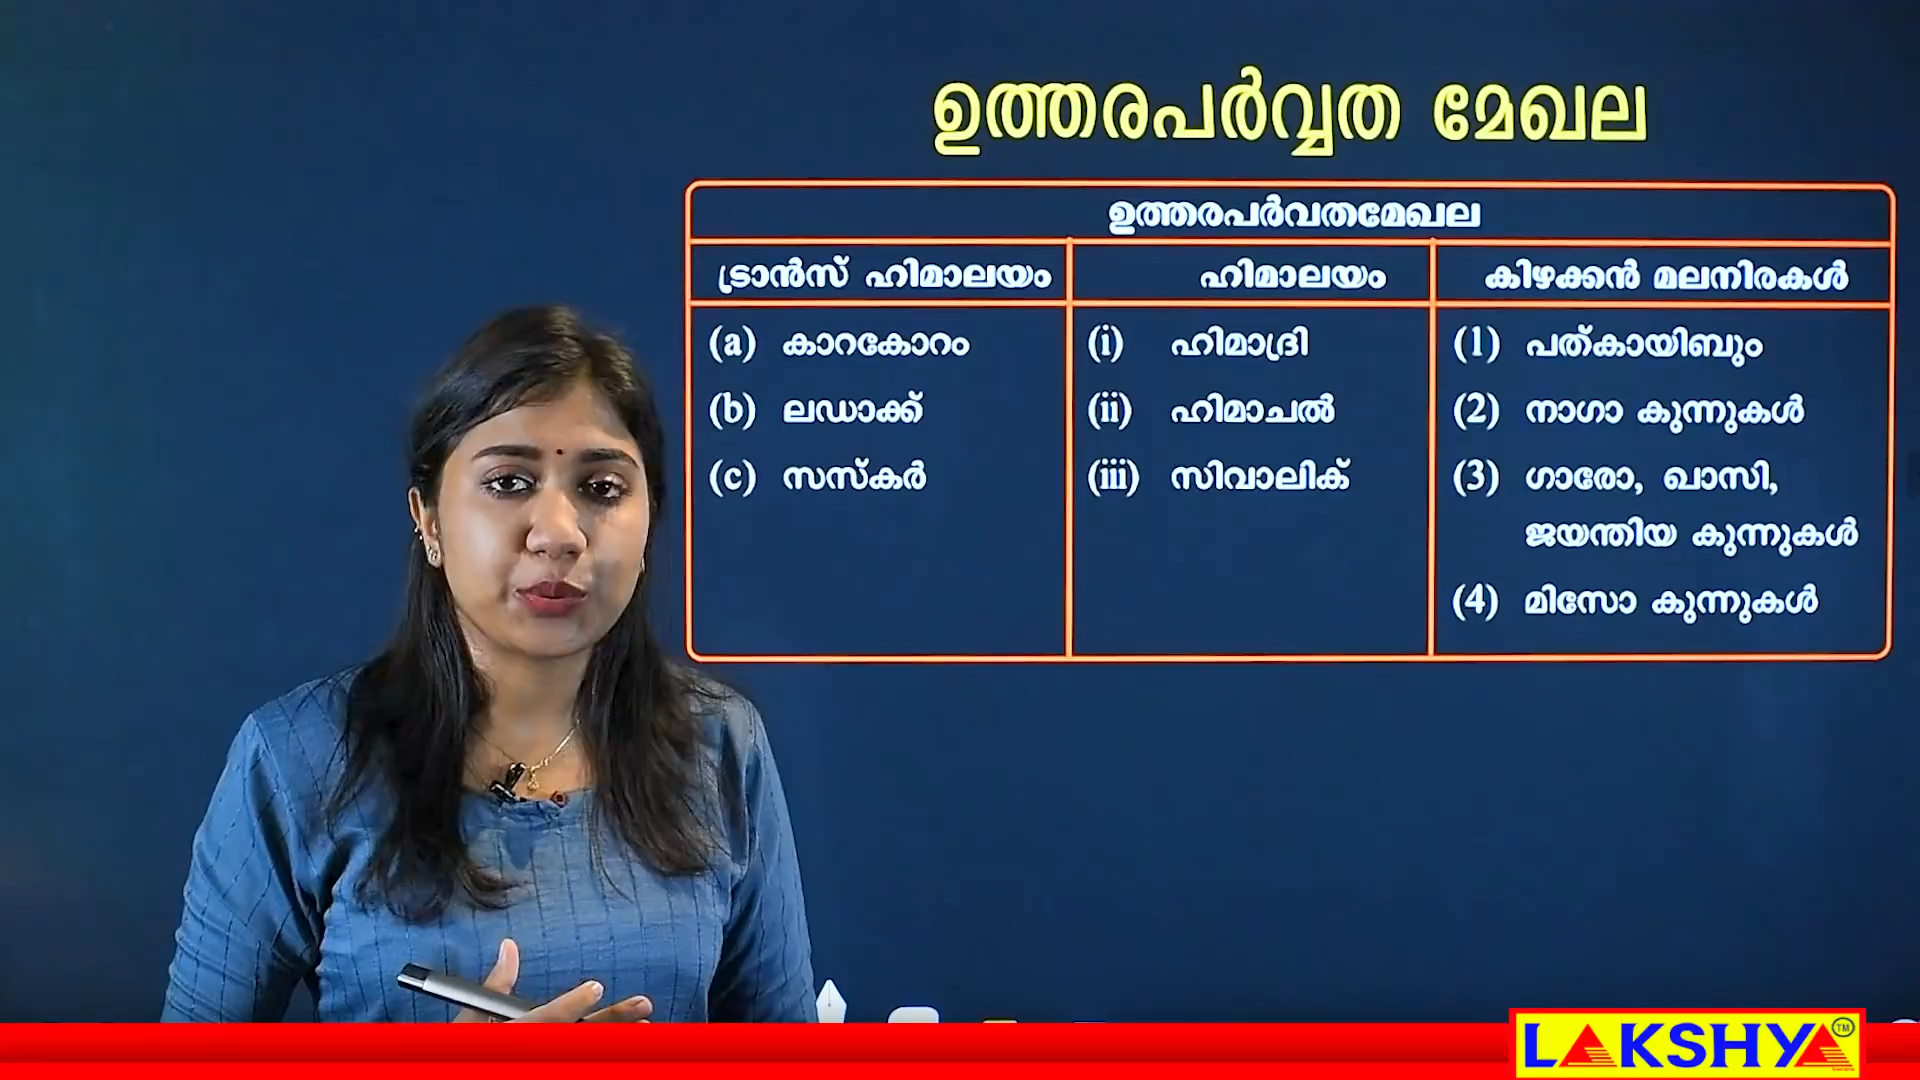 ഉത്തരപർവ്വത മേഖല
ഉത്തരപർവതമേഖല
ട്രാൻസ് ഹിമാലയം
ഹിമാലയം
കിഴക്കൻ മലനിരകൾ
(a) കാറകോറം
(b) ലഡാക്ക്
(c) സസ്കർ
(i) ഹിമാദ്രി
(ii) ഹിമാചൽ
(iii) സിവാലിക്
(1) പത്കായിബും
(2) നാഗാ കുന്നുകൾ
(3) ഗാരോ, ഖാസി,
ജയന്തിയ കുന്നുകൾ
(4) മിസോ കുന്നുകൾ
LAKSHYA TM